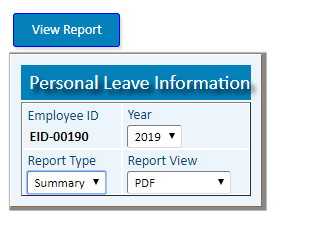 View Report
Personal Leave Information
Employee ID Year
EID-00190 2019
Report Type Report View
Summary PDF